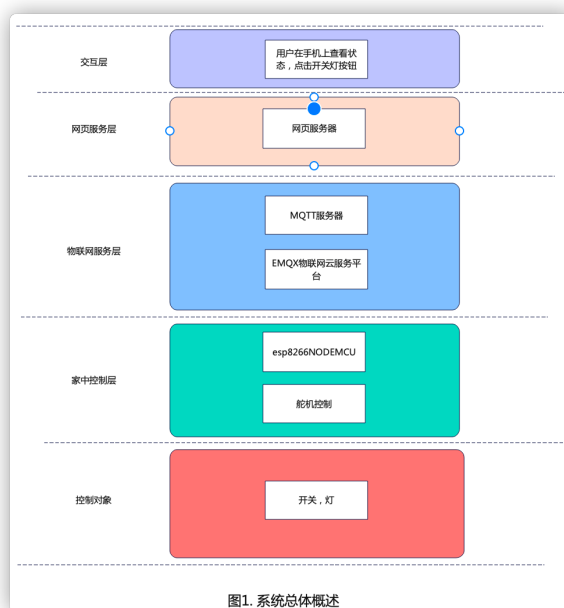 交互层
用户在手机上查看状
态，点击开关灯按钮
网页服务层
网页服务器
物联网服务层
MQTT服务器
EMQX物联网云服务平
台
家中控制层
esp8266NODEMCU
舵机控制
控制对象
开关，灯
图1. 系统总体概述